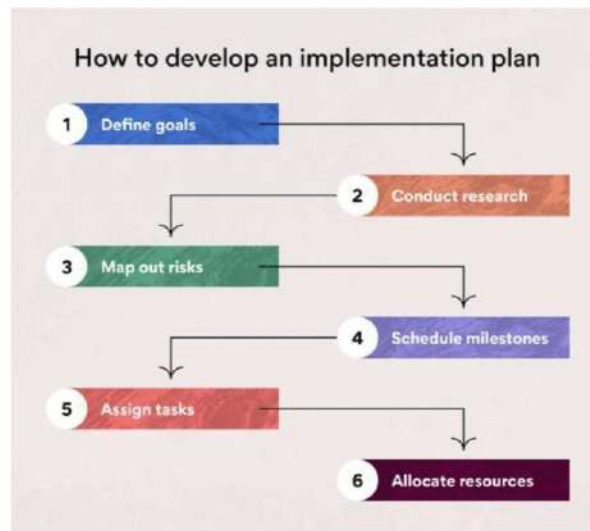 How to develop an implementation plan
1 Define goals
2 Conduct research
3 Map out risks
4 Schedule milestones
5 Assign tasks
6 Allocate resources